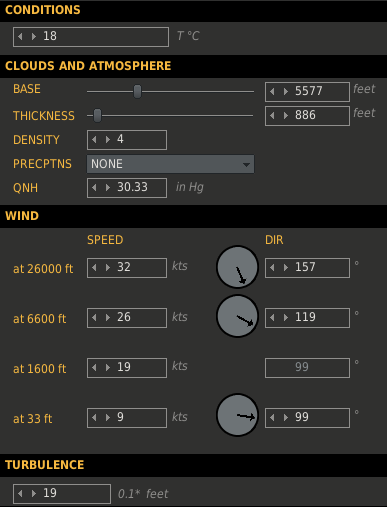 CONDITIONS
18 T °C
CLOUDS AND ATMOSPHERE
BASE 5577 feet
THICKNESS 886 feet
DENSITY 4
PRECPTNS NONE
QNH 30.33 in Hg
WIND
SPEED DIR
at 26000 ft 32 kts 157 °
at 6600 ft 26 kts 119 °
at 1600 ft 19 kts 99 °
at 33 ft 9 kts 99 °
TURBULENCE
19 0.1* feet